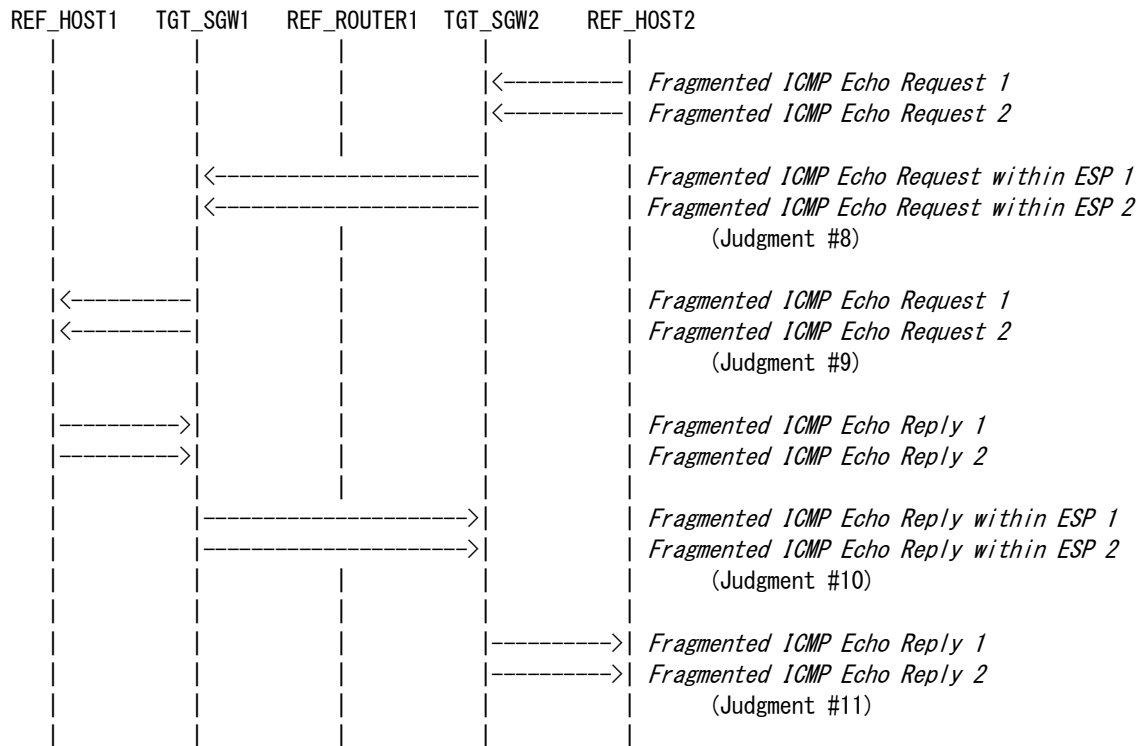 REF_HOST1 TGT_SGW1 REF_ROUTER1 TGT_SGW2 REF_HOST2
| | | | |
| | | |<----------| Fragmented ICMP Echo Request 1
| | | |<----------| Fragmented ICMP Echo Request 2
| | | | |
| |<----------------------| | Fragmented ICMP Echo Request within ESP 1
| |<----------------------| | Fragmented ICMP Echo Request within ESP 2
| | | | | (Judgment #8)
| | | | |
|<----------| | | | Fragmented ICMP Echo Request 1
|<----------| | | | Fragmented ICMP Echo Request 2
| | | | | (Judgment #9)
| | | | |
|---------->| | | | Fragmented ICMP Echo Reply 1
|---------->| | | | Fragmented ICMP Echo Reply 2
| | | | |
| |---------------------->| | Fragmented ICMP Echo Reply within ESP 1
| |---------------------->| | Fragmented ICMP Echo Reply within ESP 2
| | | | | (Judgment #10)
| | | | |
| | | |---------->| Fragmented ICMP Echo Reply 1
| | | |---------->| Fragmented ICMP Echo Reply 2
| | | | | (Judgment #11)
| | | | |